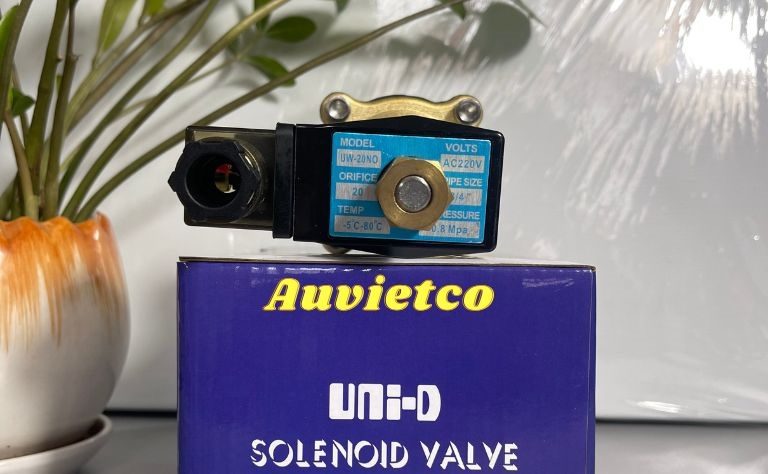 MODEL
VOLTS
UW-20NO
AC220V
ORIFICE
PIPE SIZE
20
TEMP
PRESSURE
-5°C-80°C
0.8 Mpa
Auvietco
UNI-D
SOLENOID VALVE